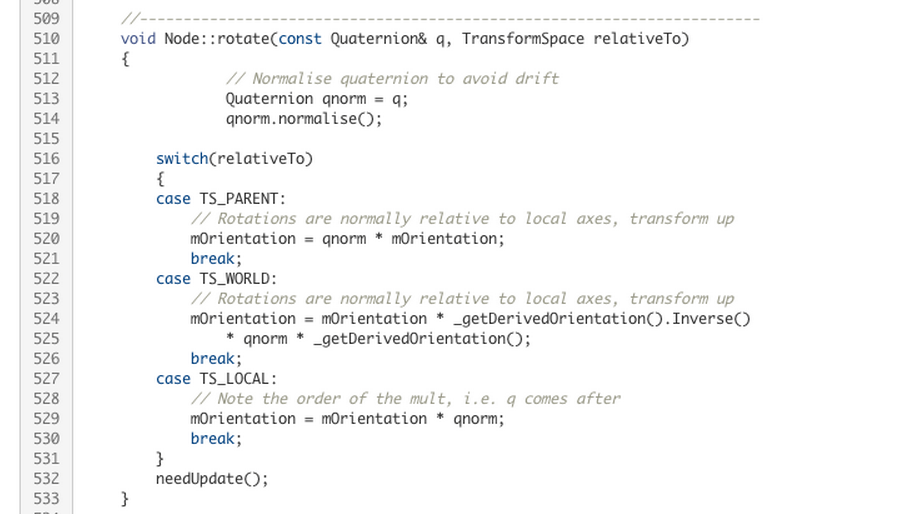 509 //-----------------------------------------------------------------------
510 void Node::rotate(const Quaternion& q, TransformSpace relativeTo)
511 {
512 // Normalise quaternion to avoid drift
513 Quaternion qnorm = q;
514 qnorm.normalise();
515
516 switch(relativeTo)
517 {
518 case TS_PARENT:
519 // Rotations are normally relative to local axes, transform up
520 mOrientation = qnorm * mOrientation;
521 break;
522 case TS_WORLD:
523 // Rotations are normally relative to local axes, transform up
524 mOrientation = mOrientation * _getDerivedOrientation().Inverse()
525 * qnorm * _getDerivedOrientation();
526 break;
527 case TS_LOCAL:
528 // Note the order of the mult, i.e. q comes after
529 mOrientation = mOrientation * qnorm;
530 break;
531 }
532 needUpdate();
533 }